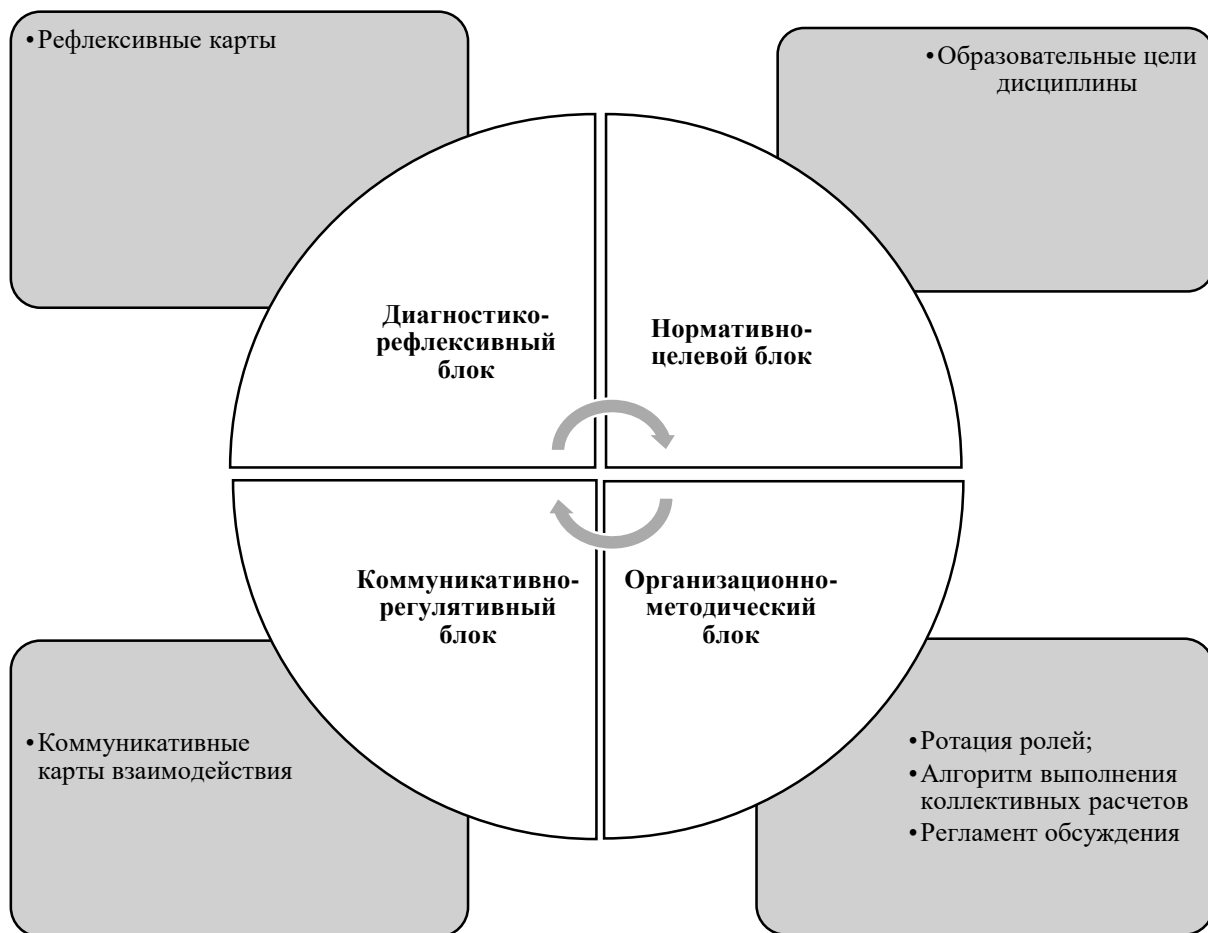 •Рефлексивные карты
•Образовательные цели
дисциплины
Диагностико-
рефлексивный
блок
Нормативно-
целевой блок
Коммуникативно-
регулятивный
блок
Организационно-
методический
блок
•Коммуникативные
карты взаимодействия
•Ротация ролей;
•Алгоритм выполнения
коллективных расчетов
•Регламент обсуждения